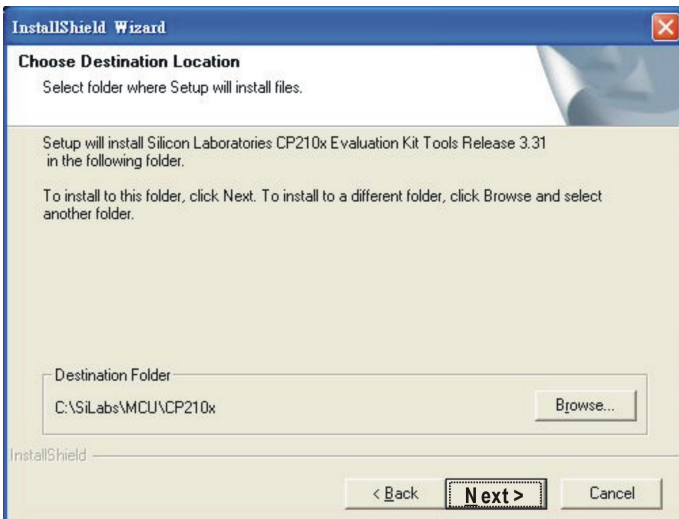 InstallShield Wizard
Choose Destination Location
Select folder where Setup will install files.
Setup will install Silicon Laboratories CP210x Evaluation Kit Tools Release 3.31
in the following folder.
To install to this folder, click Next. To install to a different folder, click Browse and select
another folder.
Destination Folder
C:\SiLabs\MCU\CP210x
Browse...
InstallShield
< Back
Next >
Cancel